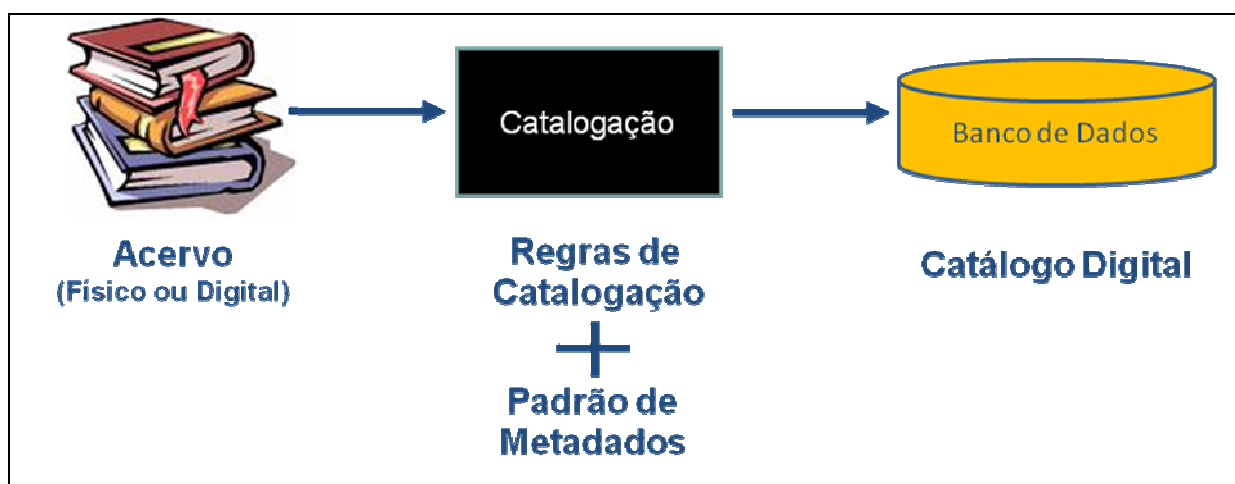 Catalogação
Banco de Dados
Acervo
(Físico ou Digital)
Regras de
Catalogação
+
Padrão de
Metadados
Catálogo Digital